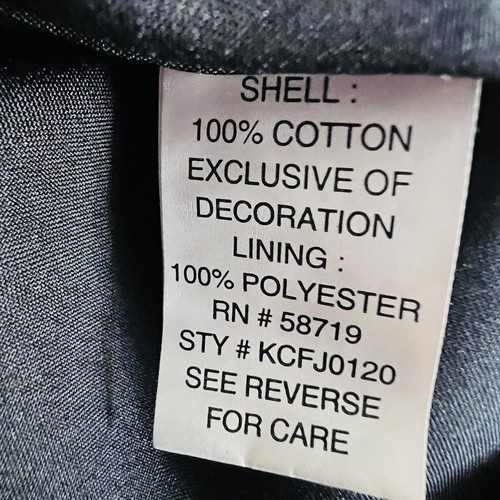 SHELL :
100% COTTON
EXCLUSIVE OF
DECORATION
LINING :
100% POLYESTER
RN # 58719
STY # KCFJ0120
SEE REVERSE
FOR CARE